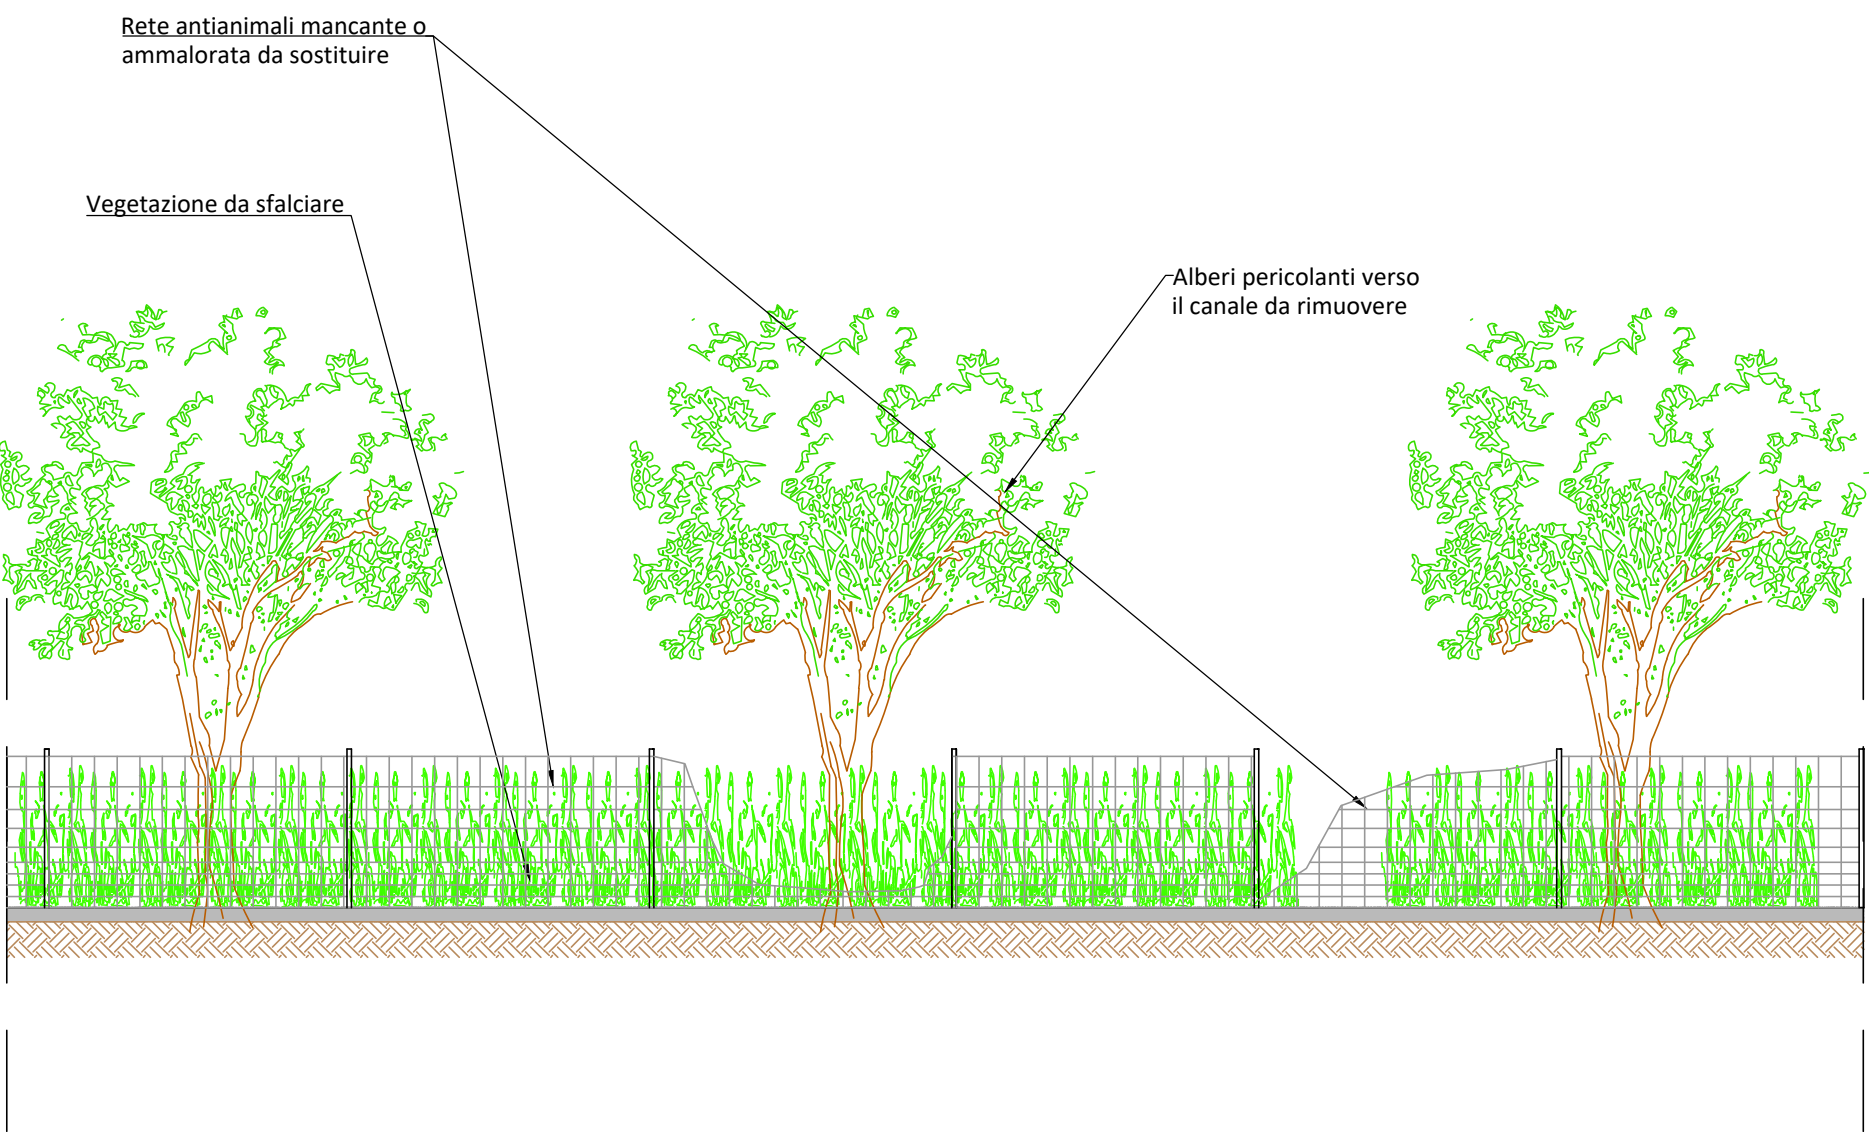 Rete antianimali mancante o
ammalorata da sostituire
Vegetazione da sfalciare
Alberi pericolanti verso
il canale da rimuovere